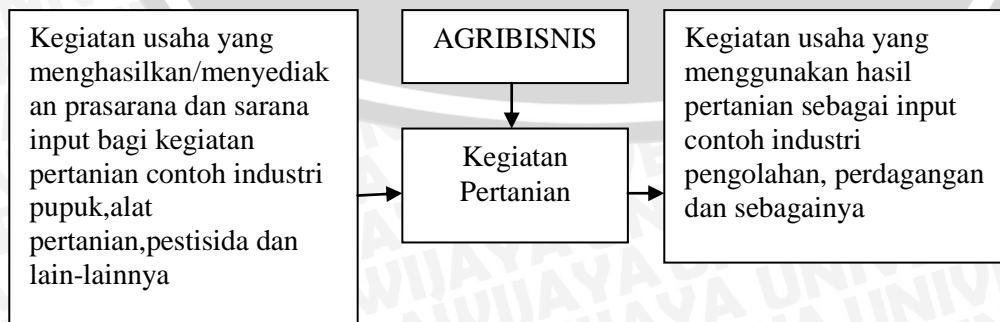 Kegiatan usaha yang
menghasilkan/menyediak
an prasarana dan sarana
input bagi kegiatan
pertanian contoh industri
pupuk,alat
pertanian,pestisida dan
lain-lainnya
AGRIBISNIS
Kegiatan
Pertanian
Kegiatan usaha yang
menggunakan hasil
pertanian sebagai input
contoh industri
pengolahan, perdagangan
dan sebagainya